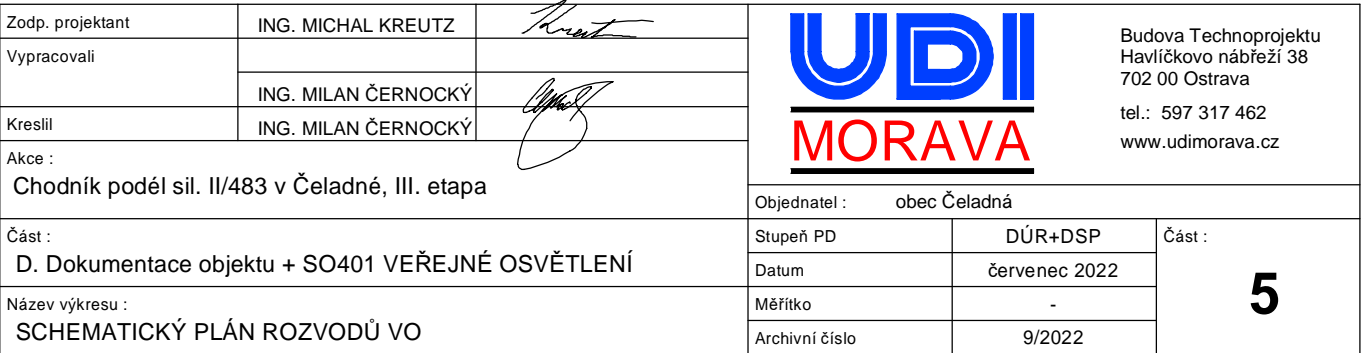 Zodp. projektant ING. MICHAL KREUTZ
Vypracovali
ING. MILAN ČERNOCKÝ
Kreslil ING. MILAN ČERNOCKÝ
Akce :
Chodník podél sil. II/483 v Čeladné, III. etapa
Část :
D. Dokumentace objektu + SO401 VEŘEJNÉ OSVĚTLENÍ
Název výkresu :
SCHEMATICKÝ PLÁN ROZVODŮ VO
UDI
MORAVA
Budova Technoprojektu
Havlíčkovo nábřeží 38
702 00 Ostrava
tel.: 597 317 462
www.udimorava.cz
Objednatel : obec Čeladná
Stupeň PD DÚR+DSP
Datum červenec 2022
Měřítko -
Archivní číslo 9/2022
Část :
5